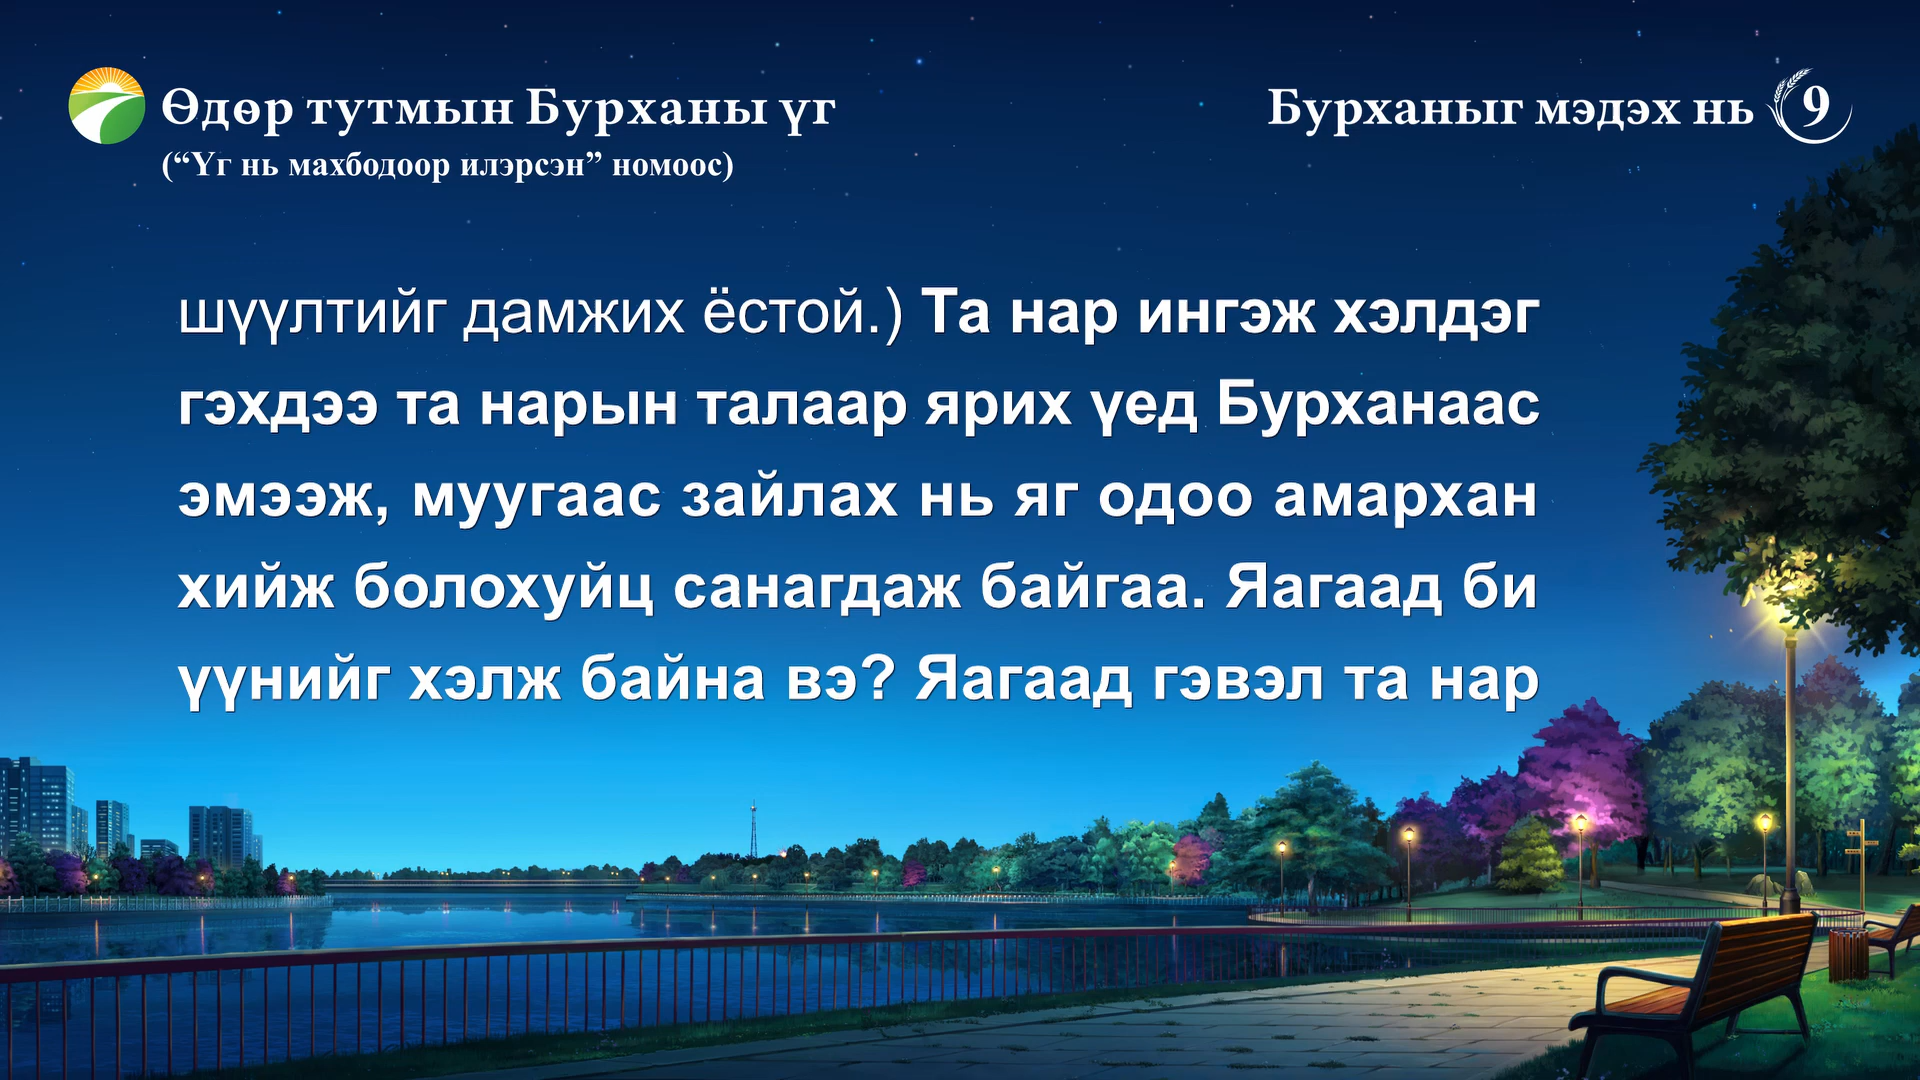 Өдөр тутмын Бурханы үг
(“Үг нь махбодоор илэрсэн” номоос)
Бурханыг мэдэх нь 9
шүүлтийг дамжих ёстой.) Та нар ингэж хэлдэг
гэхдээ та нарын талаар ярих үед Бурханаас
эмээж, муугаас зайлах нь яг одоо амархан
хийж болохуйц санагдаж байгаа. Яагаад би
үүнийг хэлж байна вэ? Яагаад гэвэл та нар